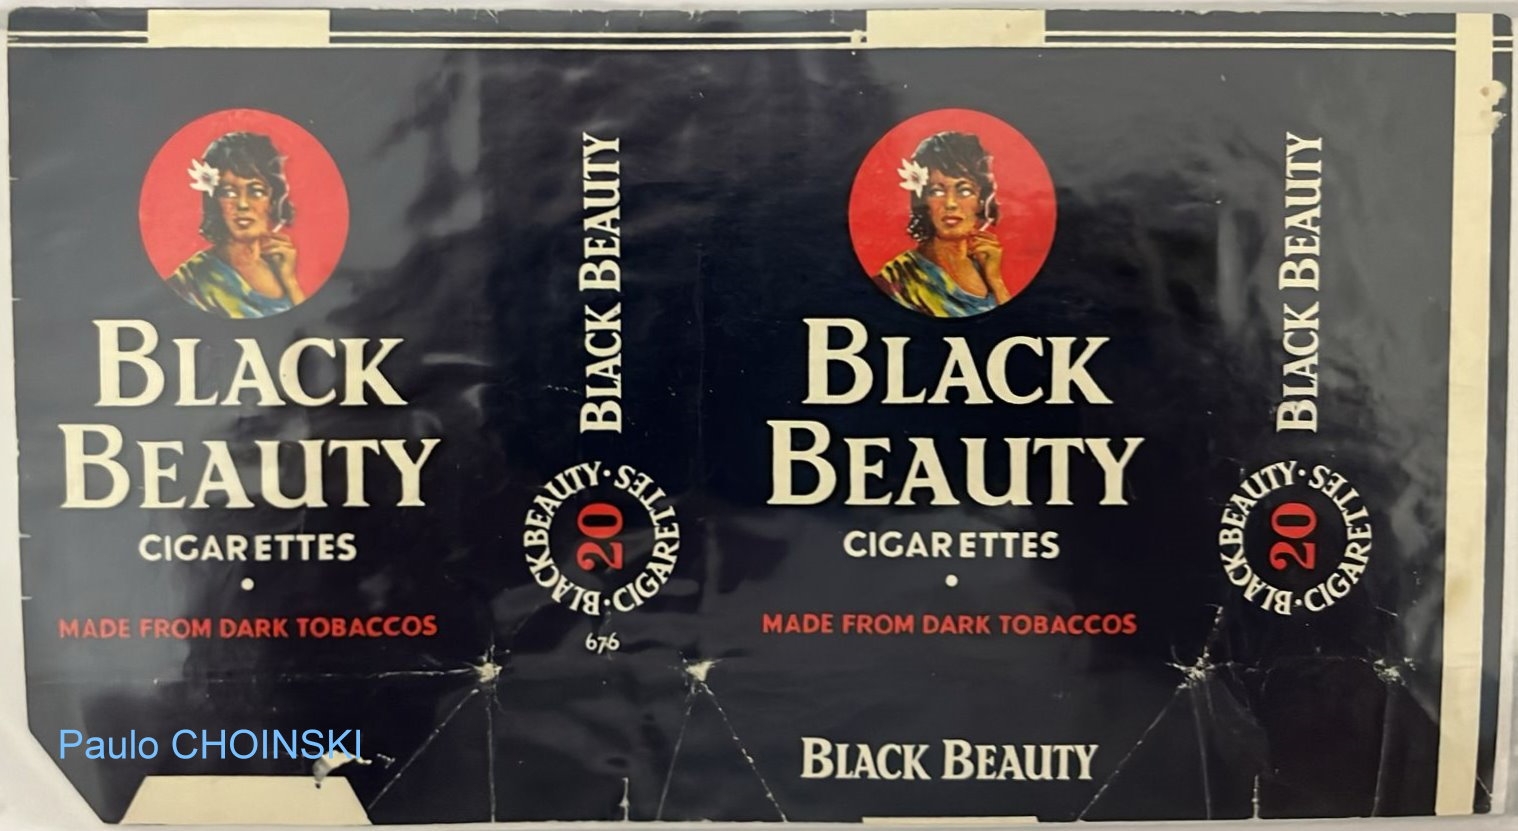 BLACK
BEAUTY
CIGARETTES
•
MADE FROM DARK TOBACCOS
BLACK BEAUTY
BLACK BEAUTY · CIGARETTES ·
20
676
BLACK
BEAUTY
CIGARETTES
•
MADE FROM DARK TOBACCOS
BLACK BEAUTY
BLACK BEAUTY
BLACK BEAUTY · CIGARETTES ·
20
Paulo CHOINSKI